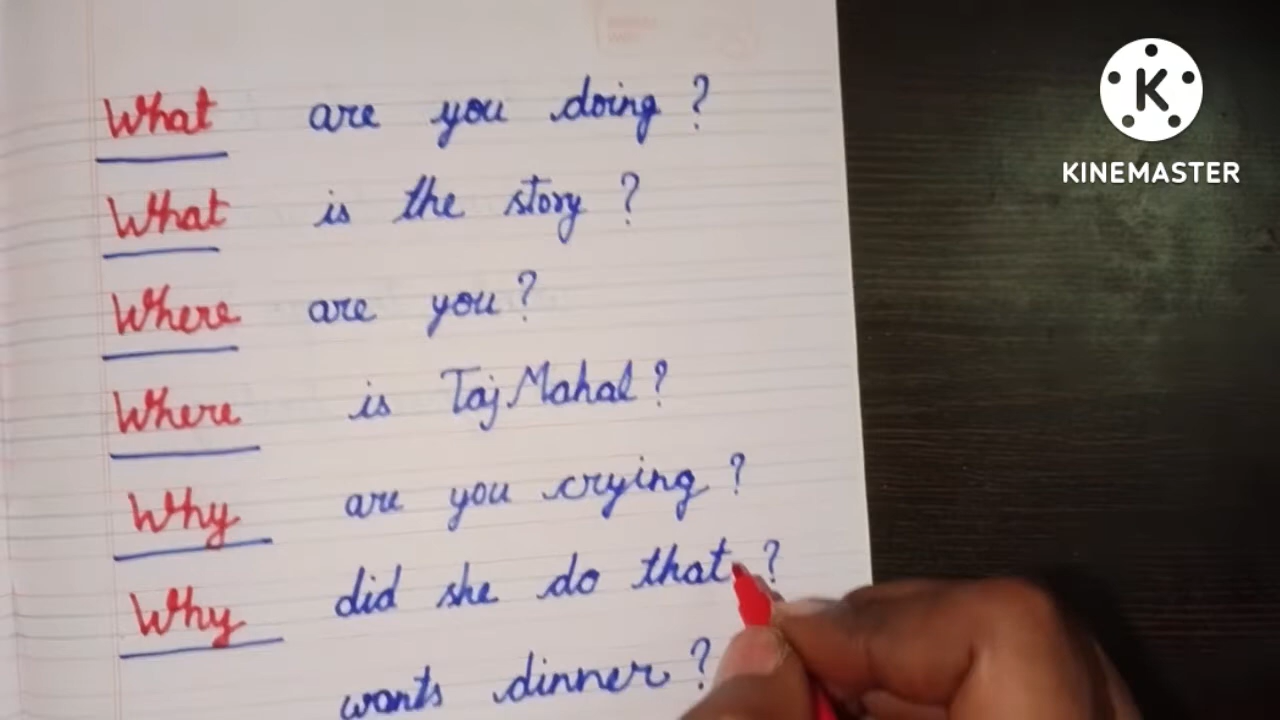 What are you doing ?
What is the story ?
Where are you ?
Where is Taj Mahal ?
Why are you crying ?
Why did she do that ?
wants dinner ?
K
KINEMASTER